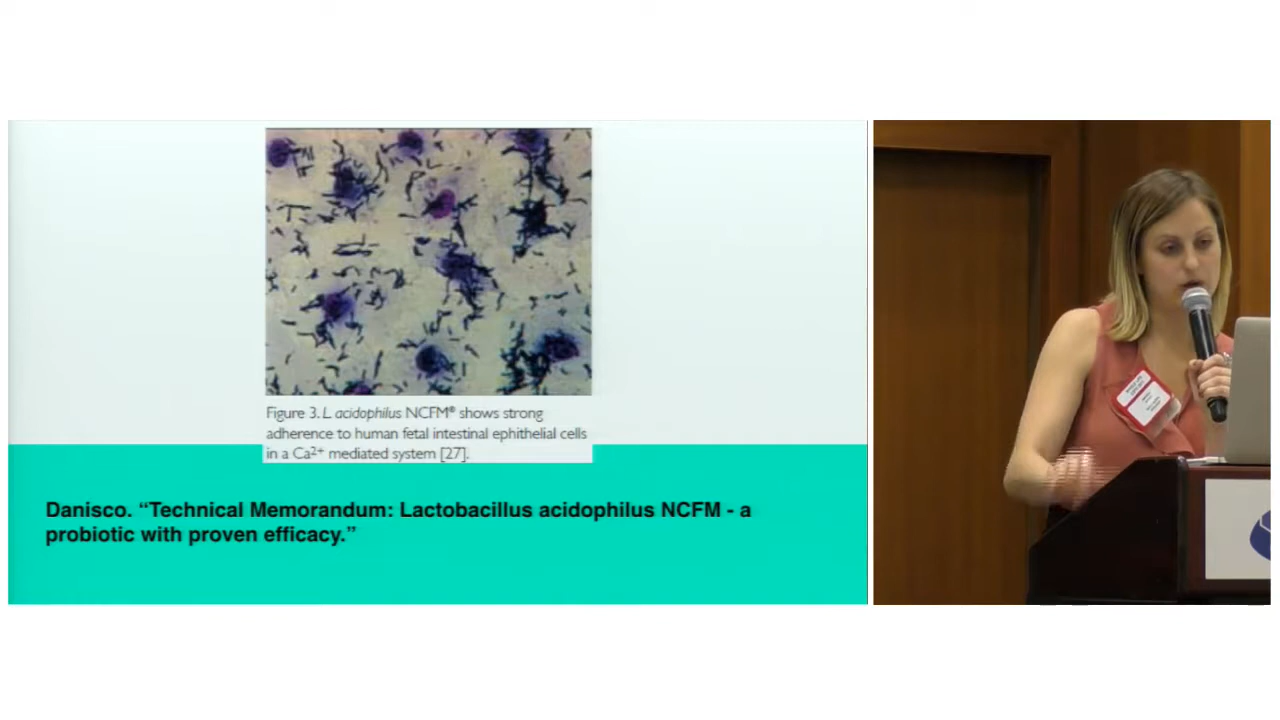 Figure 3. L acidophilus NCFM® shows strong
adherence to human fetal intestinal ephithelial cells
in a Ca²⁺ mediated system [27].
Danisco. “Technical Memorandum: Lactobacillus acidophilus NCFM - a
probiotic with proven efficacy.”